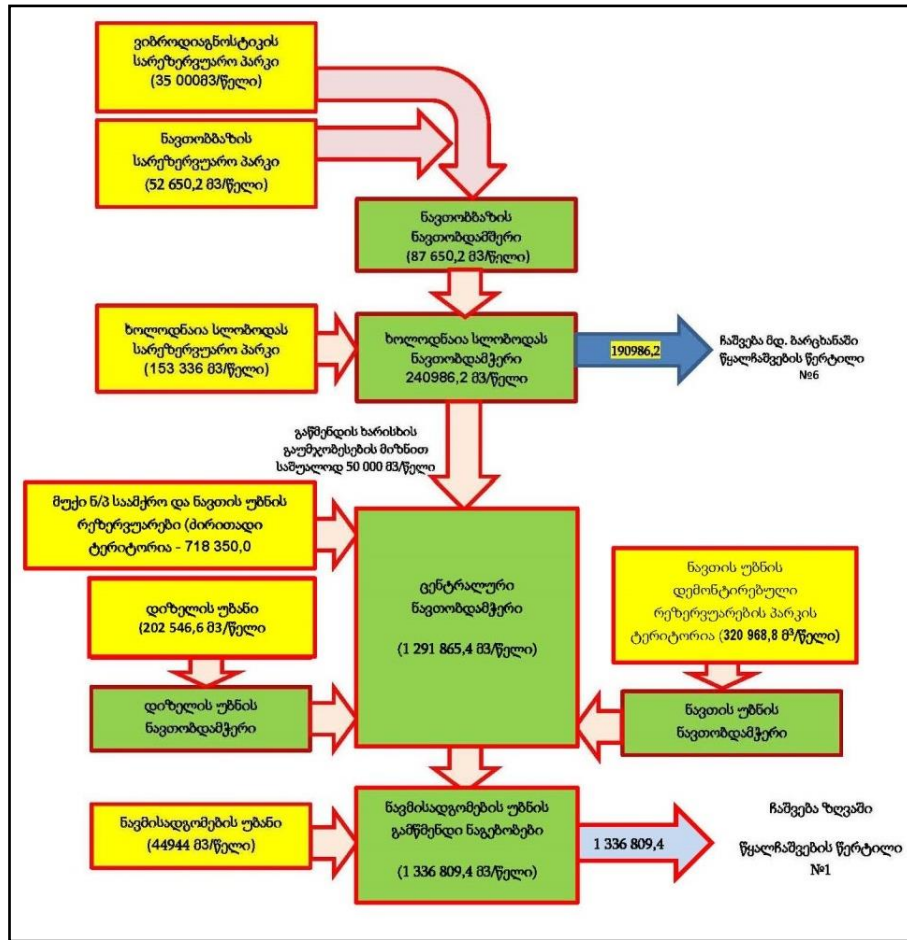 ვიბროდიაგნოსტიკის
სარეზერვუარო პარკი
(35 000მ3/წელი)
ნავთობბაზის
სარეზერვუარო პარკი
(52 650,2 მ3/წელი)
ნავთობბაზის
ნავთობდამშერი
(87 650,2 მ3/წელი)
ხოლოდნაია სლობოდას
სარეზერვუარო პარკი
(153 336 მ3/წელი)
ხოლოდნაია სლობოდას
ნავთობდამჭერი
240986,2 მ3/წელი
190986,2
ჩაშვება მდ. ბარცხანაში
წყალჩაშვების წერტილი
№6
გაწმენდის ხარისხის
გაუმჯობესების მიზნით
საშუალოდ 50 000 მ3/წელი
მუქი ნ/პ საამქრო და ნავთის უბნის
რეზერვუარები (პირითადი
ტერიტორია - 718 350,0
ცენტრალური
ნავთობდამჭერი
(1 291 865,4 მ3/წელი)
ნავთის უბნის
დემონტირებული
რეზერვუარების პარკის
ტერიტორია (320 968,8 მ³/წელი)
დიზელის უბანი
(202 546,6 მ3/წელი
დიზელის უბნის
ნავთობდამჭერი
ნავთის უბნის
ნავთობდამჭერი
ნავმისადგომების უბანი
(44944 მ3/წელი)
ნავმისადგომების უბნის
გამწმენდი ნაგებობები
(1 336 809,4 მ3/წელი)
1 336 809,4
ჩაშვება ზღვაში
წყალჩაშვების წერტილი
№1